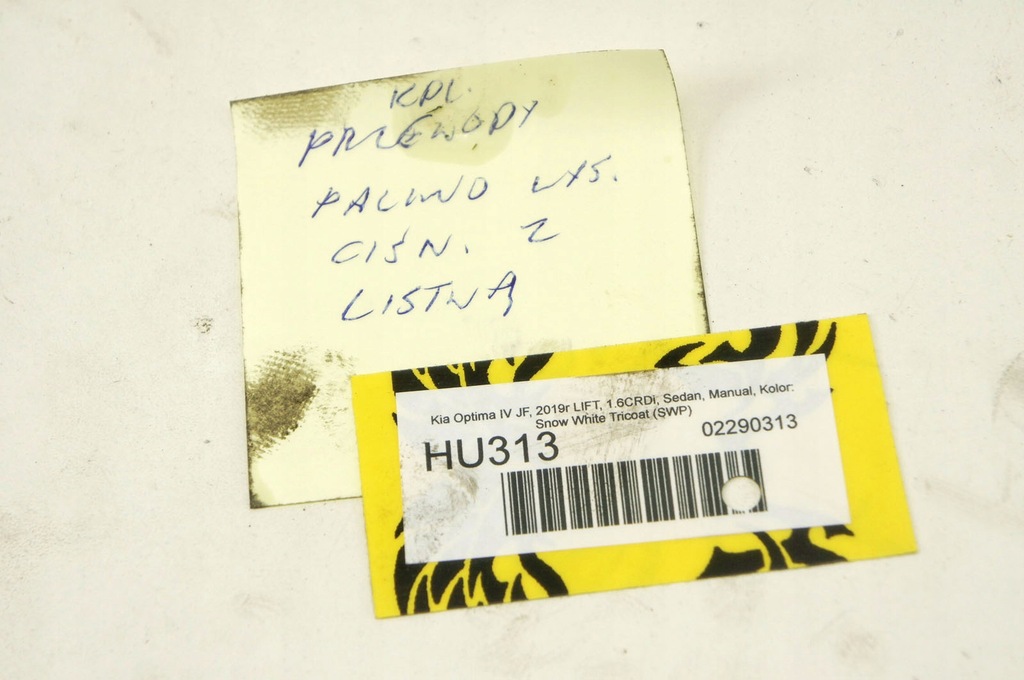 KPL.
PRZEWODY
PALIWO WYS.
CIŚN. Z
LISTWĄ
Kia Optima IV JF, 2019r LIFT, 1.6CRDi, Sedan, Manual, Kolor:
Snow White Tricoat (SWP)
HU313
02290313